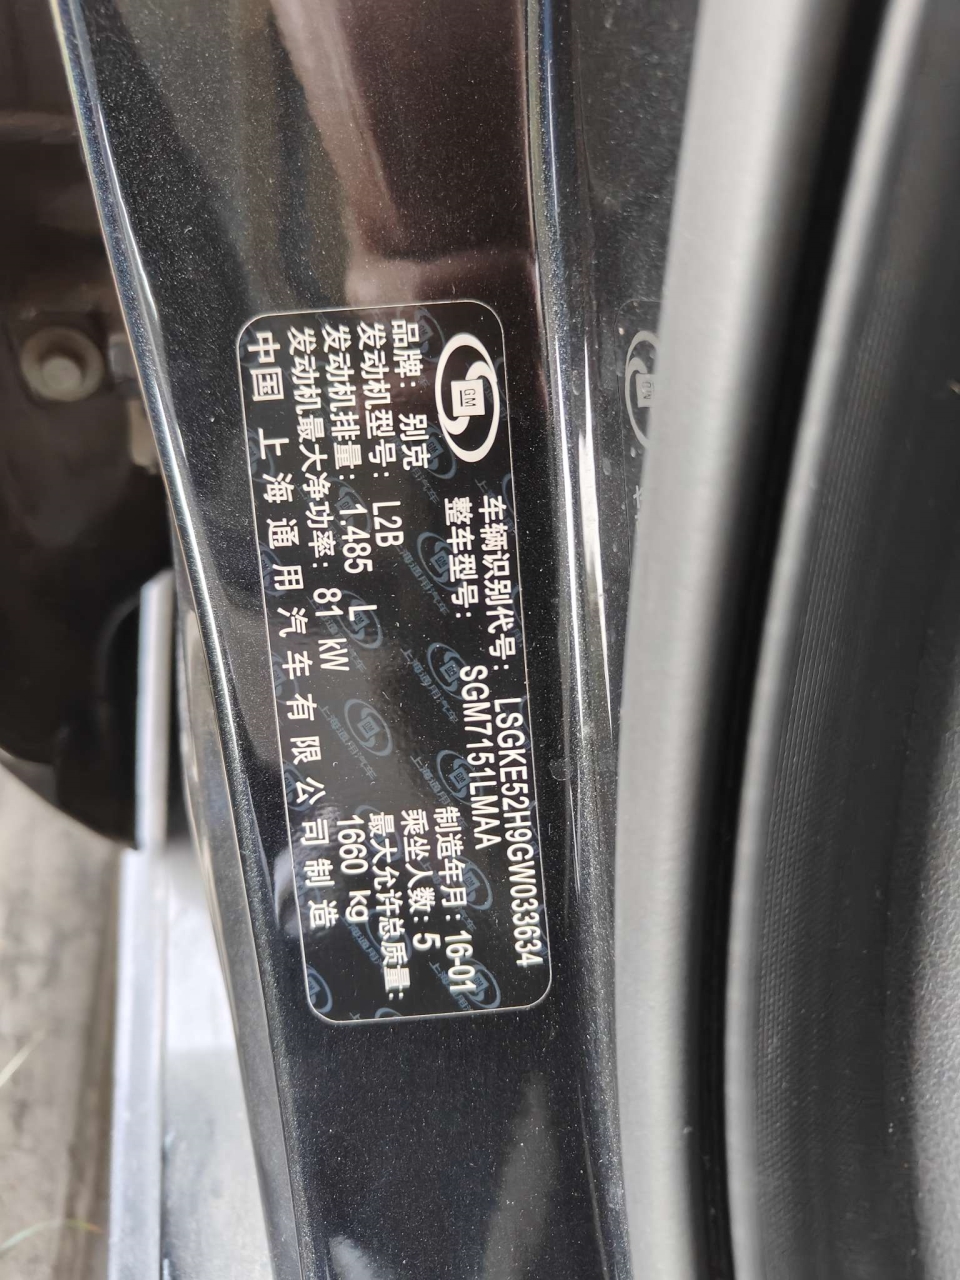 GM
车辆识别代号: LSGKE52H9GW033634
整车型号: SGM7151LMAA
品牌: 别克 制造年月: 16-01
发动机型号: L2B 乘坐人数: 5
发动机排量: 1.485 L 最大允许总质量:
发动机最大净功率: 81 kW 1660 kg
中国 上海通用汽车有限公司制造